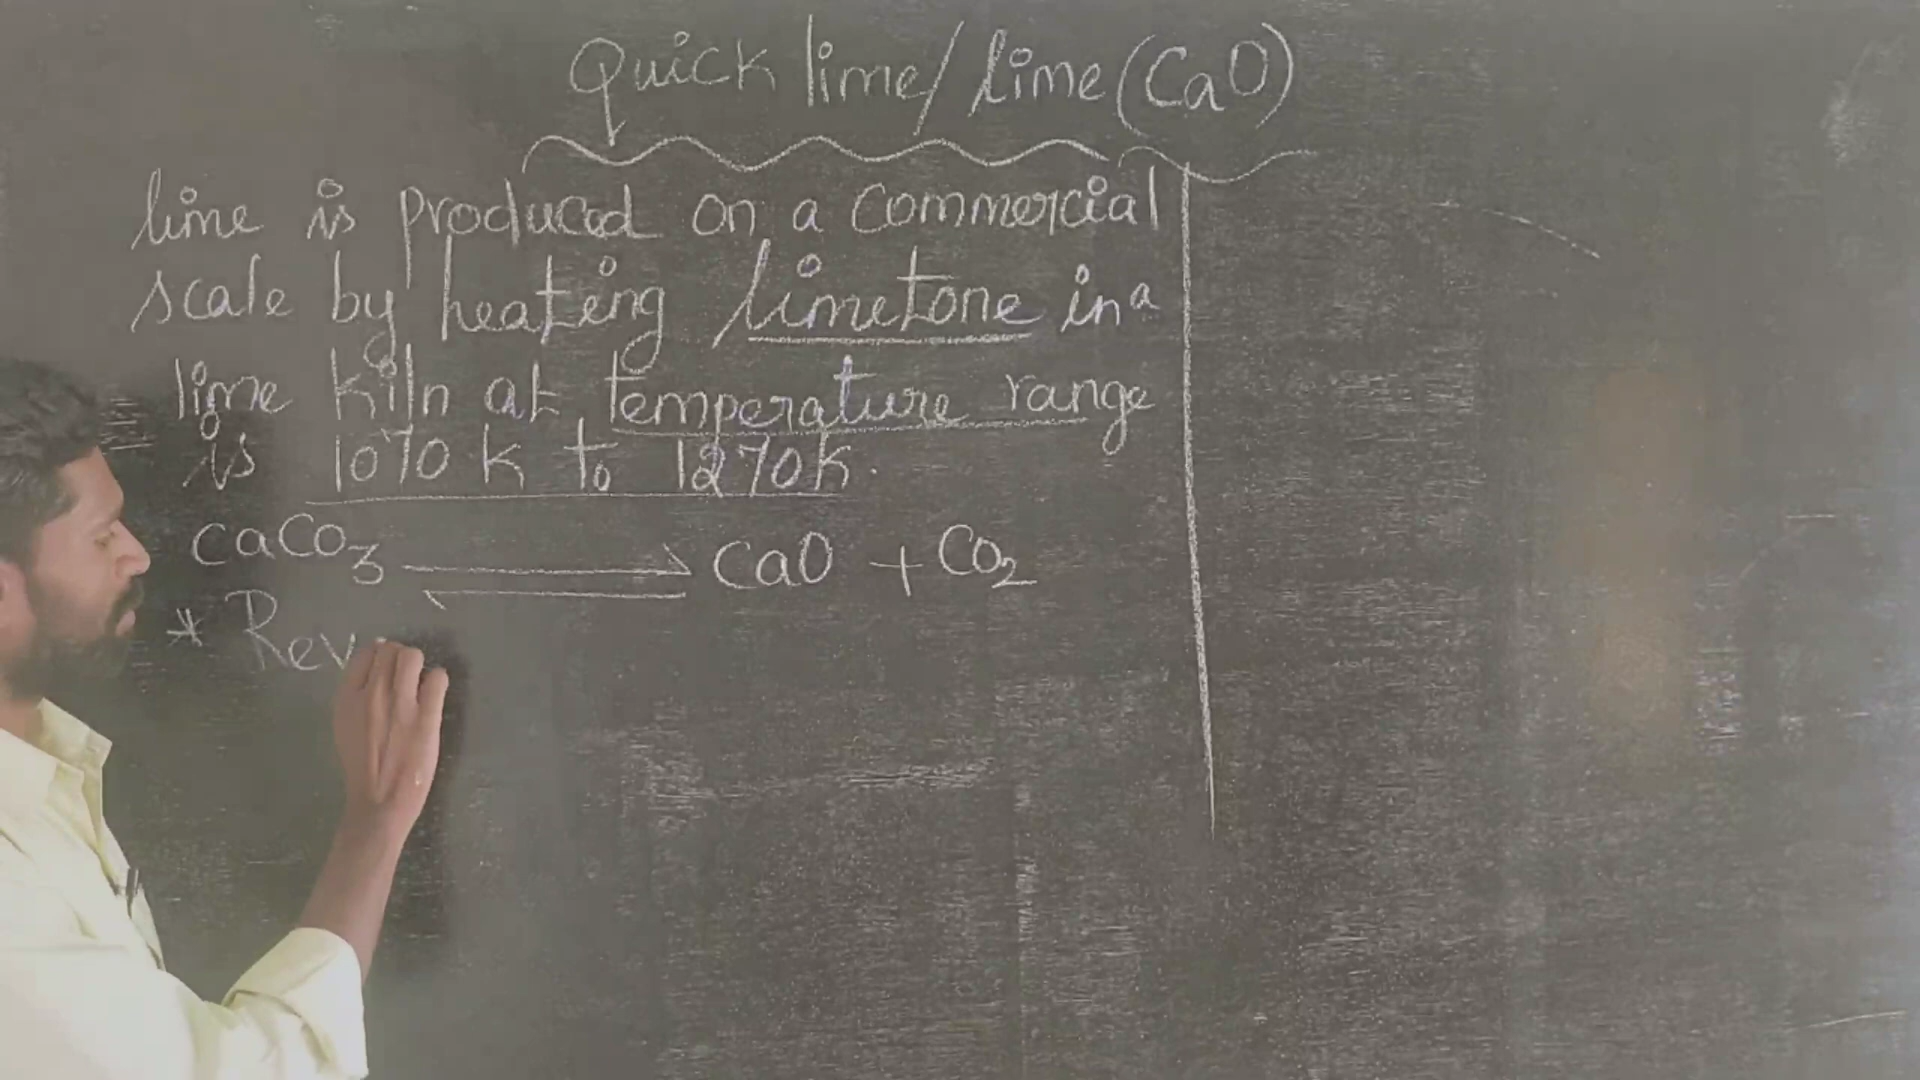 Quick lime/ lime (CaO)
lime is produced on a commercial
scale by heating limetone in a
lime kiln at temperature range
is 1070 K to 1270K.
CaCO3 ⇌ CaO + CO2
* Rev